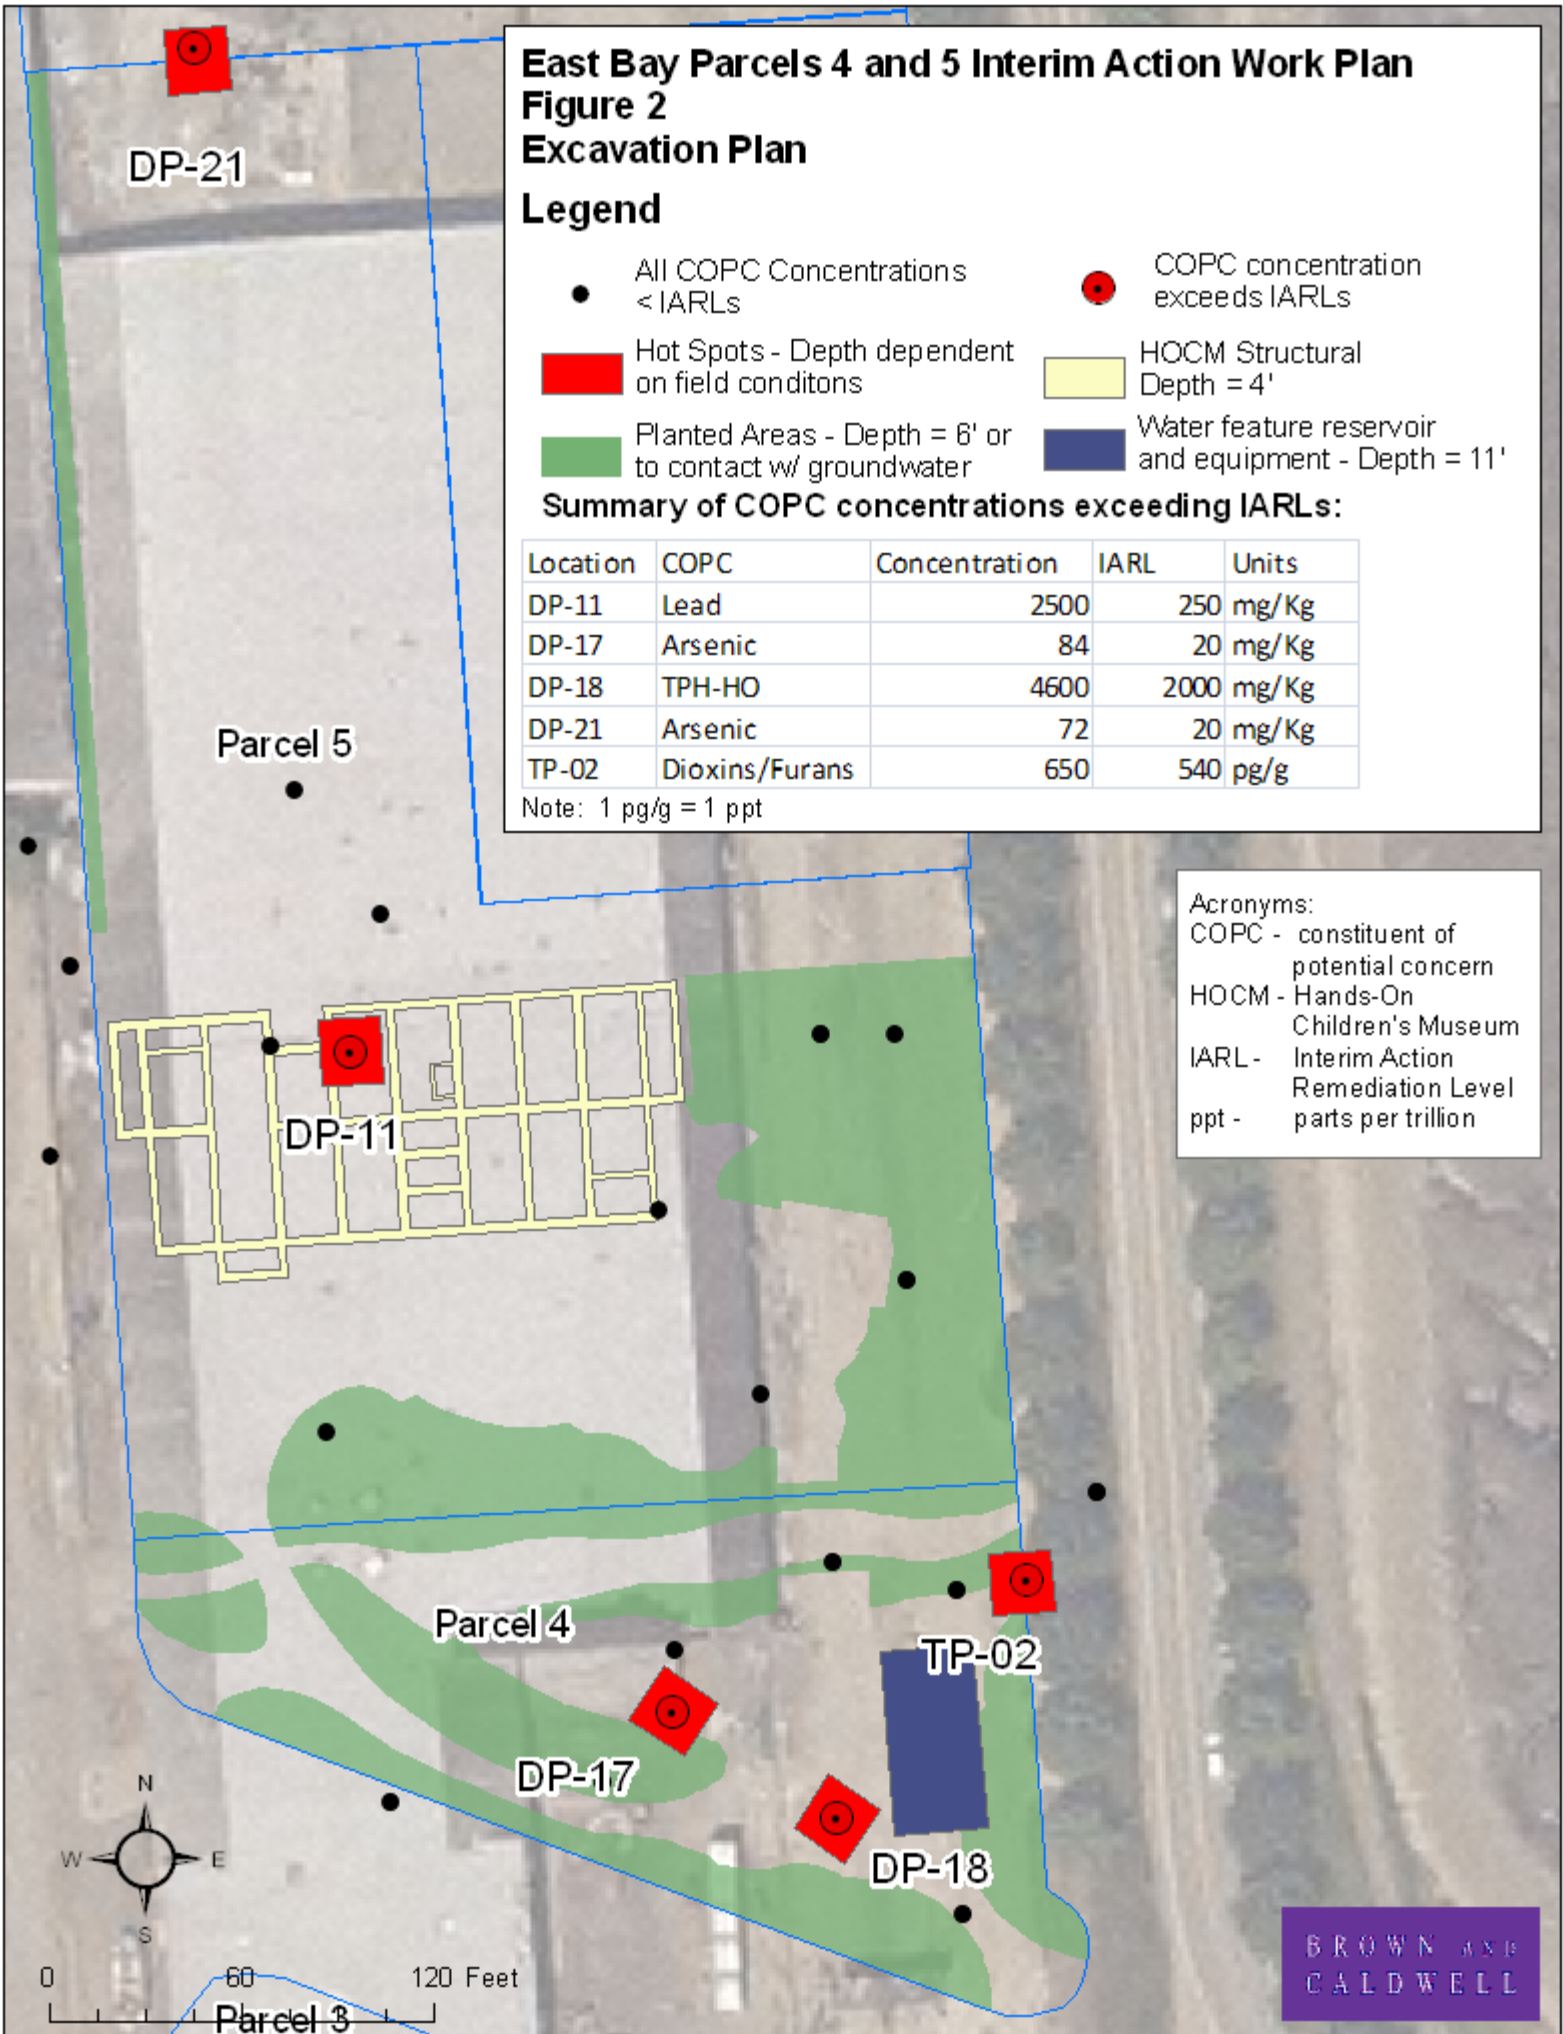 East Bay Parcels 4 and 5 Interim Action Work Plan
Figure 2
Excavation Plan
Legend
All COPC Concentrations
< IARLs
COPC concentration
exceeds IARLs
Hot Spots - Depth dependent
on field conditons
HOCM Structural
Depth = 4'
Planted Areas - Depth = 6' or
to contact w/ groundwater
Water feature reservoir
and equipment - Depth = 11'
Summary of COPC concentrations exceeding IARLs:
Location COPC Concentration IARL Units
DP-11 Lead 2500 250 mg/Kg
DP-17 Arsenic 84 20 mg/Kg
DP-18 TPH-HO 4600 2000 mg/Kg
DP-21 Arsenic 72 20 mg/Kg
TP-02 Dioxins/Furans 650 540 pg/g
Note: 1 pg/g = 1 ppt
Acronyms:
COPC - constituent of
potential concern
HOCM - Hands-On
Children's Museum
IARL - Interim Action
Remediation Level
ppt - parts per trillion
DP-21
Parcel 5
DP-11
Parcel 4
TP-02
DP-17
DP-18
N
W E
S
0 60 120 Feet
Parcel 3
BROWN AND
CALDWELL